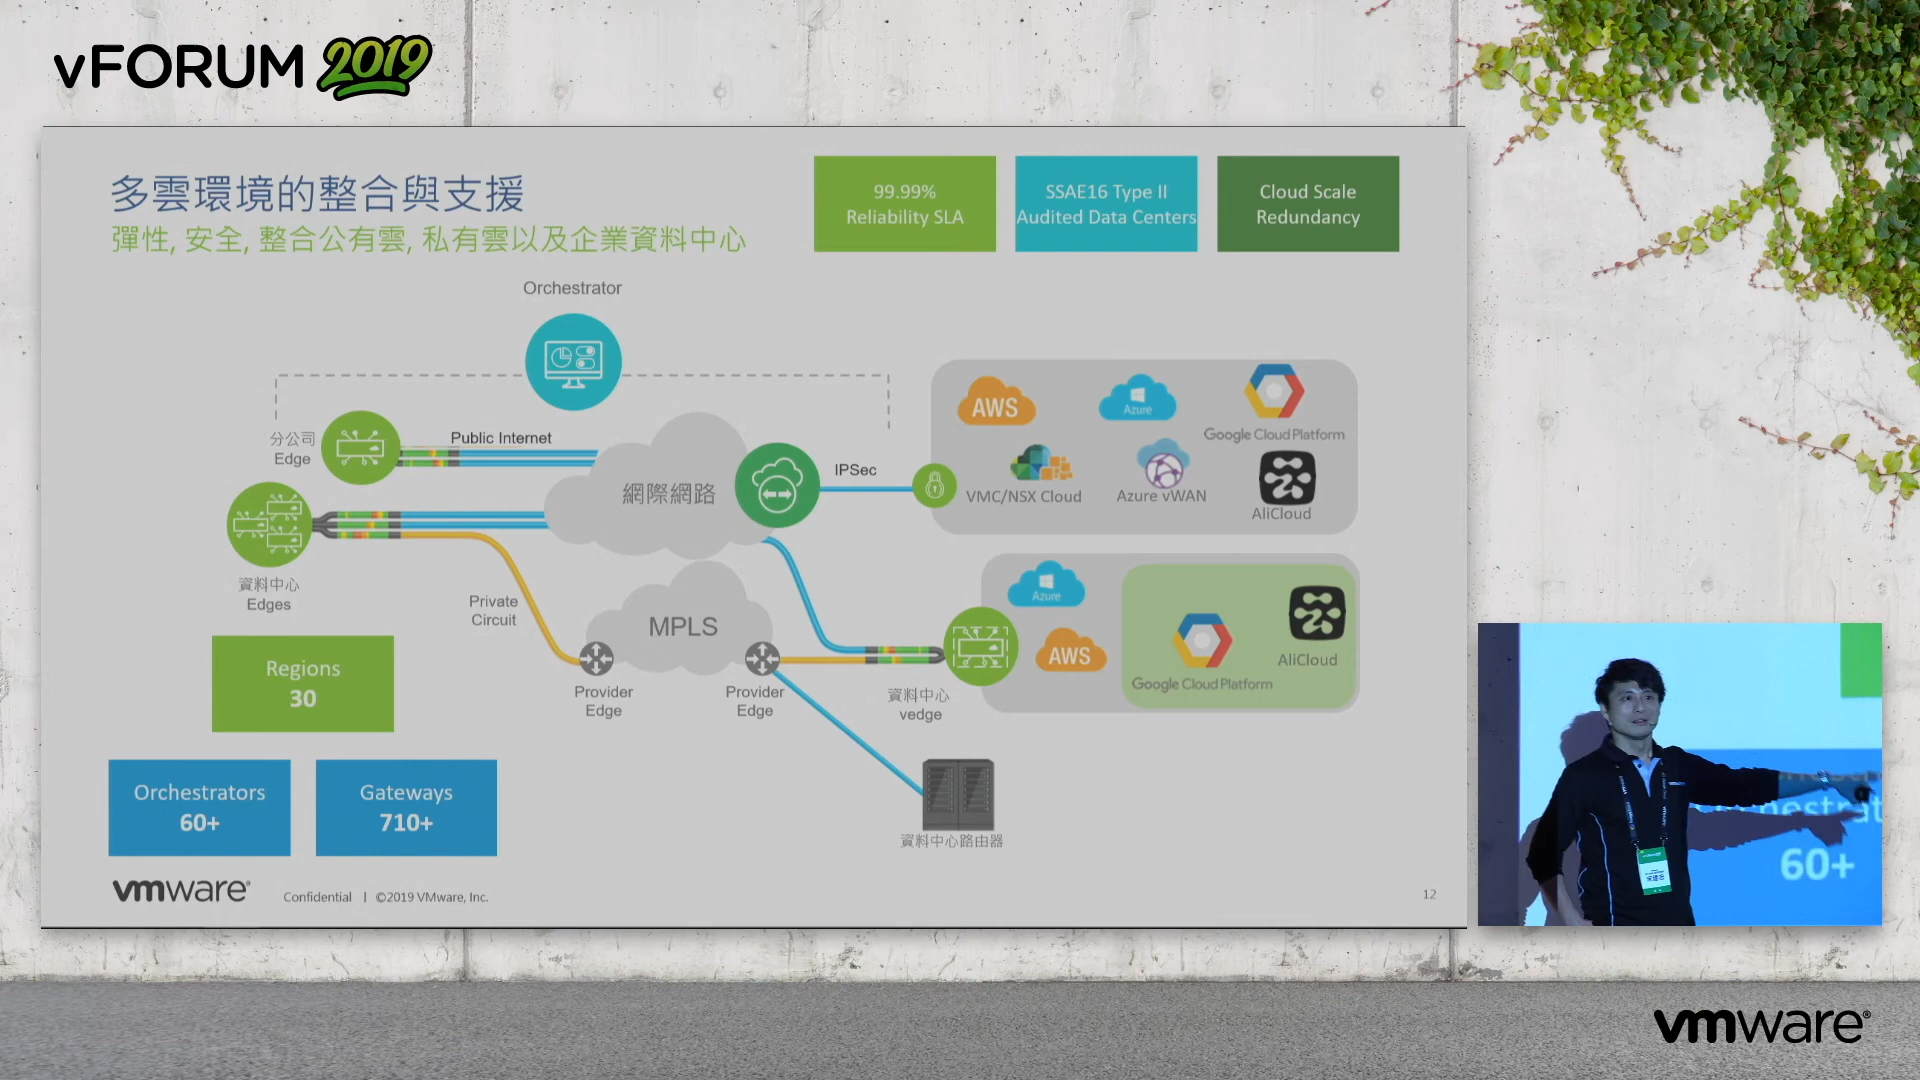 vFORUM 2019
多雲環境的整合與支援
彈性, 安全, 整合公有雲, 私有雲以及企業資料中心
99.99%
Reliability SLA
SSAE16 Type II
Audited Data Centers
Cloud Scale
Redundancy
Orchestrator
分公司
Edge
Public Internet
網際網路
IPSec
AWS
Azure
Google Cloud Platform
VMC/NSX Cloud
Azure vWAN
AliCloud
資料中心
Edges
Private
Circuit
MPLS
Provider
Edge
Provider
Edge
資料中心
vedge
Azure
AWS
Google Cloud Platform
AliCloud
資料中心路由器
Regions
30
Orchestrators
60+
Gateways
710+
vmware®
Confidential | ©2019 VMware, Inc.
12
60+
vmware®